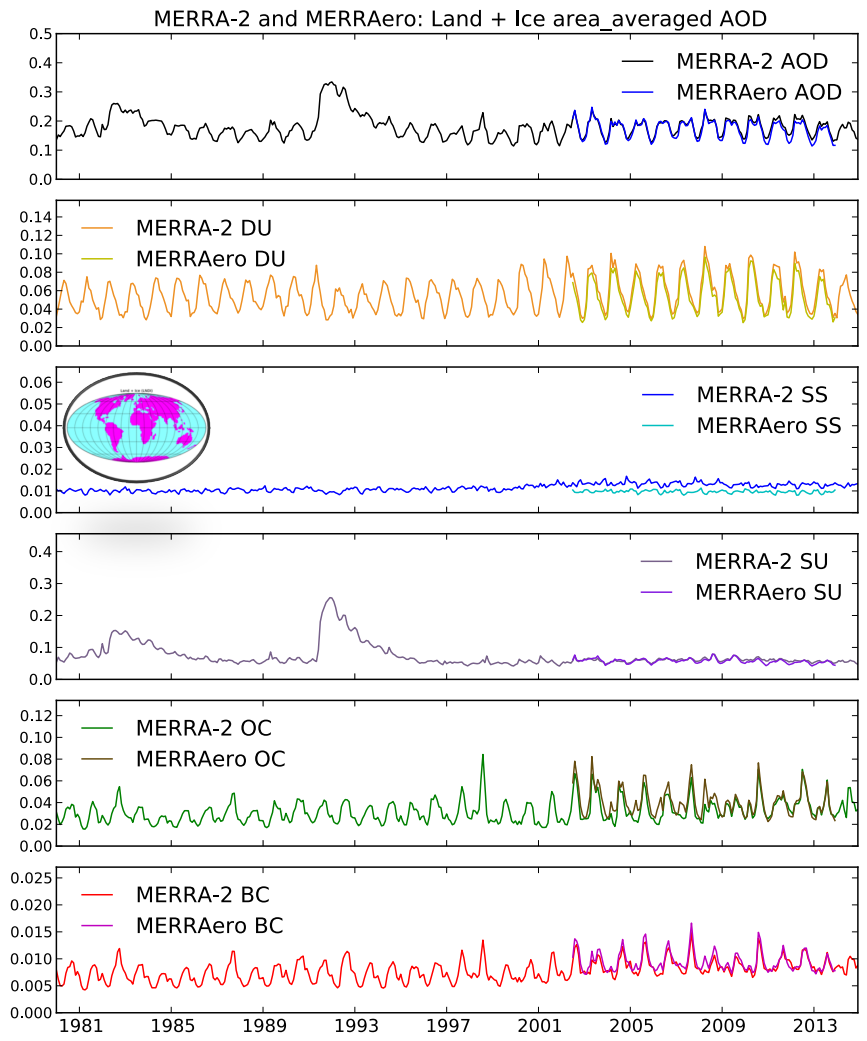 MERRA-2 and MERRAero: Land + Ice area_averaged AOD
0.5
0.4
0.3
0.2
0.1
0.0
MERRA-2 AOD
MERRAero AOD
0.14
0.12
0.10
0.08
0.06
0.04
0.02
0.00
MERRA-2 DU
MERRAero DU
0.06
0.05
0.04
0.03
0.02
0.01
0.00
MERRA-2 SS
MERRAero SS
0.4
0.3
0.2
0.1
0.0
MERRA-2 SU
MERRAero SU
0.12
0.10
0.08
0.06
0.04
0.02
0.00
MERRA-2 OC
MERRAero OC
0.025
0.020
0.015
0.010
0.005
0.000
MERRA-2 BC
MERRAero BC
1981 1985 1989 1993 1997 2001 2005 2009 2013